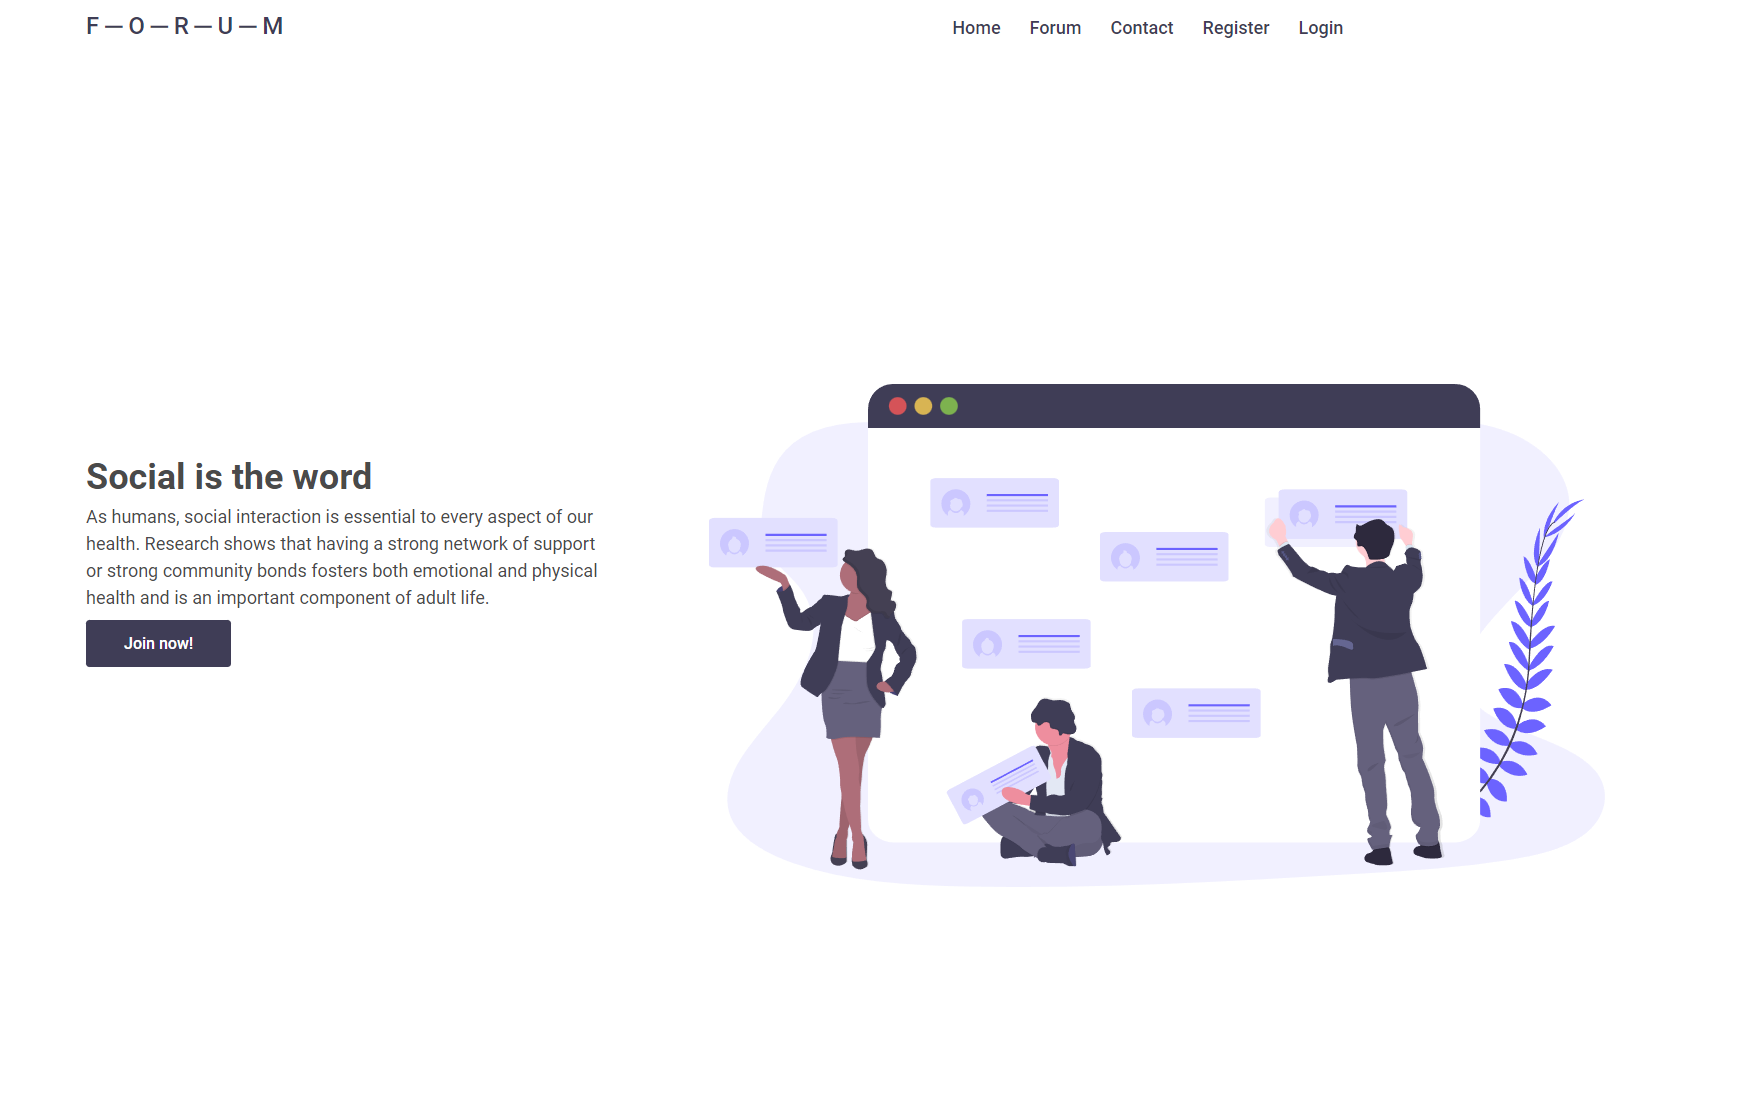 F — O — R — U — M
Home Forum Contact Register Login
Social is the word
As humans, social interaction is essential to every aspect of our
health. Research shows that having a strong network of support
or strong community bonds fosters both emotional and physical
health and is an important component of adult life.
Join now!